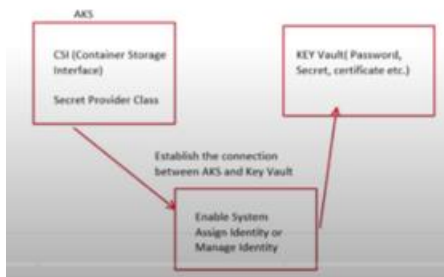 AKS
CSI (Container Storage
Interface)
Secret Provider Class
KEY Vault( Password,
Secret, certificate etc.)
Establish the connection
between AKS and Key Vault
Enable System
Assign Identity or
Manage Identity